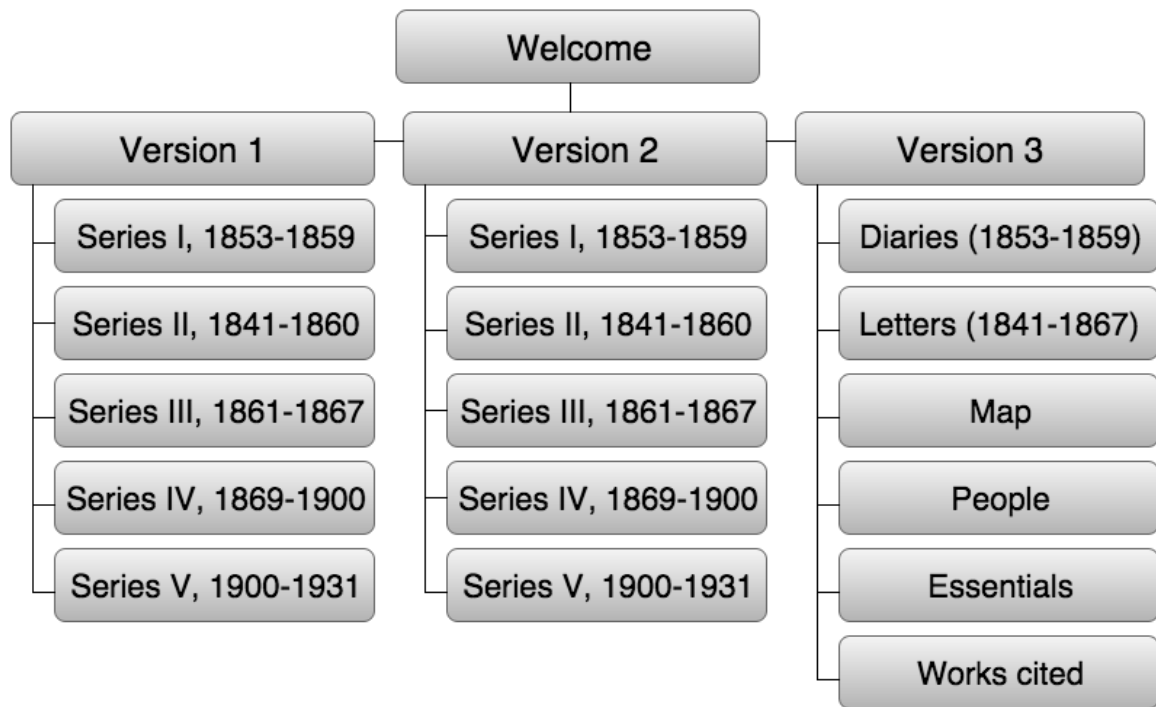 Welcome
Version 1
Series I, 1853-1859
Series II, 1841-1860
Series III, 1861-1867
Series IV, 1869-1900
Series V, 1900-1931
Version 2
Series I, 1853-1859
Series II, 1841-1860
Series III, 1861-1867
Series IV, 1869-1900
Series V, 1900-1931
Version 3
Diaries (1853-1859)
Letters (1841-1867)
Map
People
Essentials
Works cited